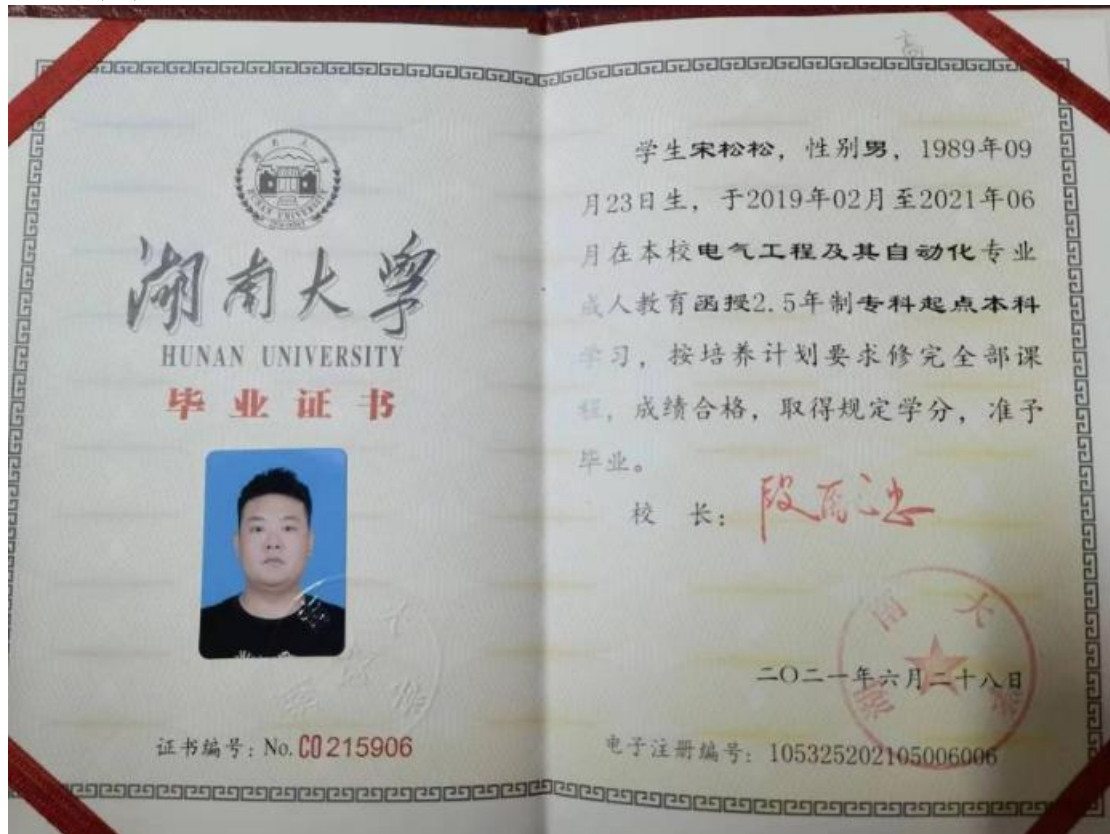 湖南大学
HUNAN UNIVERSITY
毕业证书
证书编号：No. C0215906
高
学生宋松松，性别男，1989年09
月23日生，于2019年02月至2021年06
月在本校电气工程及其自动化专业
成人教育函授2.5年制专科起点本科
学习，按培养计划要求修完全部课
程，成绩合格，取得规定学分，准予
毕业。
校 长：段献忠
二〇二一年六月二十八日
电子注册编号：105325202105006006